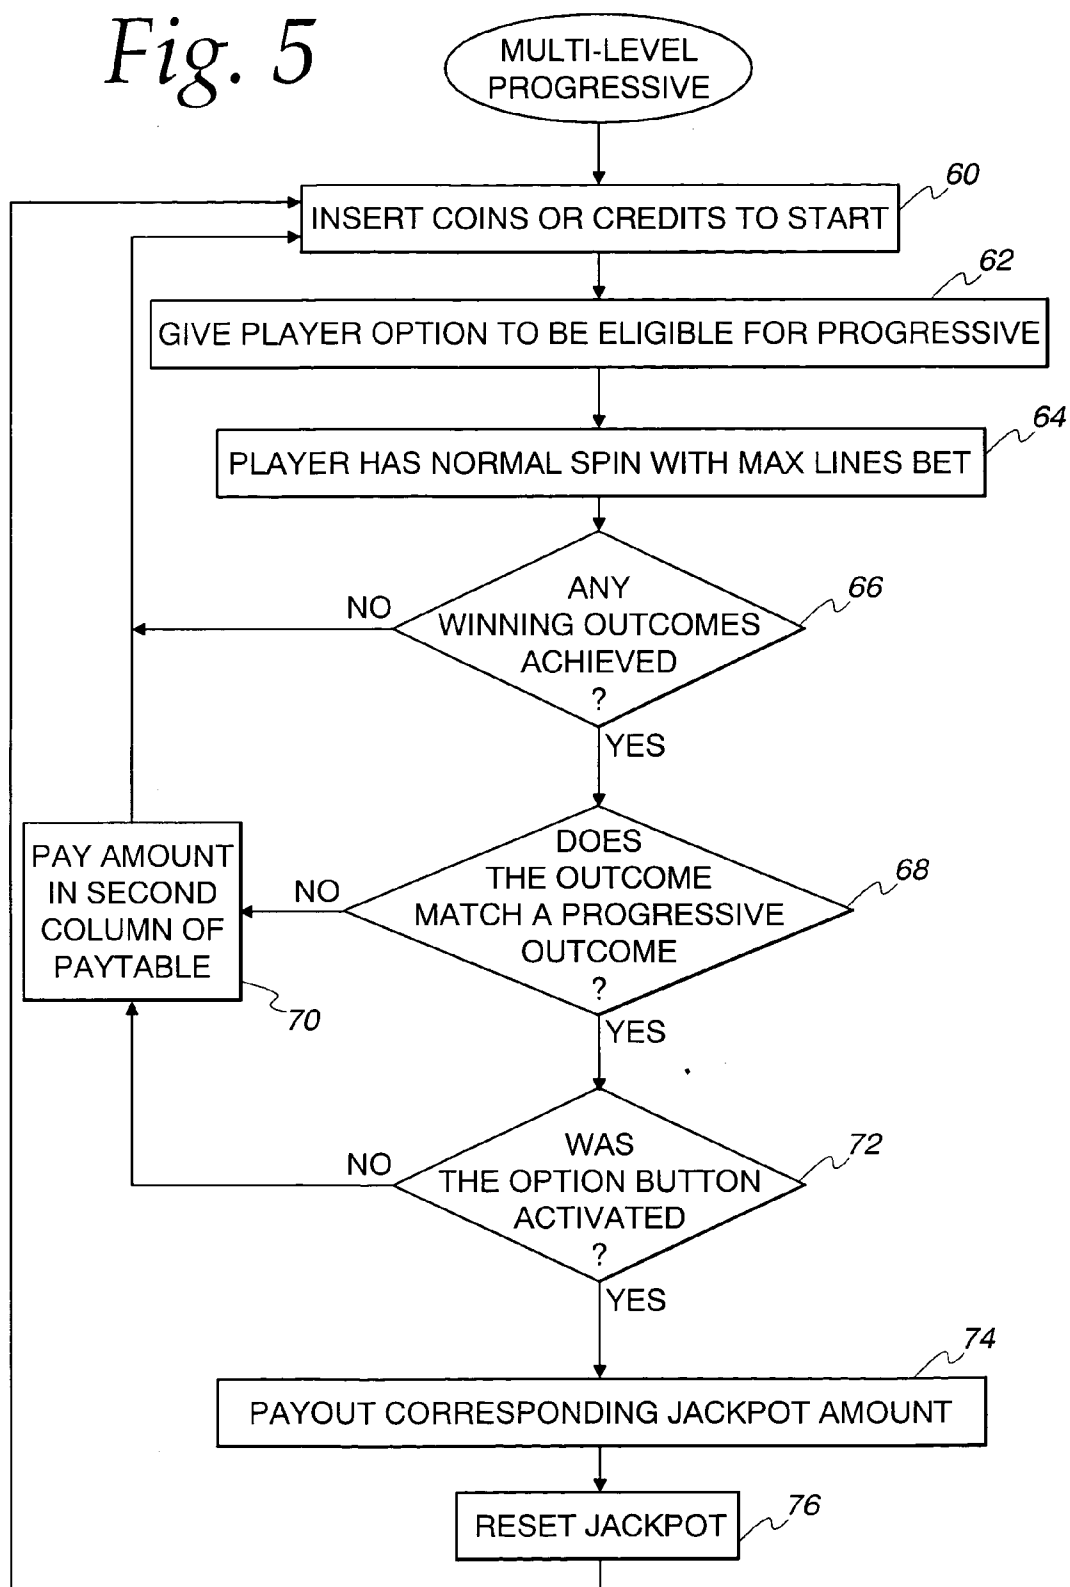 Fig. 5
MULTI-LEVEL
PROGRESSIVE
60
INSERT COINS OR CREDITS TO START
62
GIVE PLAYER OPTION TO BE ELIGIBLE FOR PROGRESSIVE
64
PLAYER HAS NORMAL SPIN WITH MAX LINES BET
66
NO
ANY
WINNING OUTCOMES
ACHIEVED
?
YES
68
DOES
THE OUTCOME
MATCH A PROGRESSIVE
OUTCOME
?
NO
PAY AMOUNT
IN SECOND
COLUMN OF
PAYTABLE
70
YES
72
NO
WAS
THE OPTION BUTTON
ACTIVATED
?
YES
74
PAYOUT CORRESPONDING JACKPOT AMOUNT
76
RESET JACKPOT